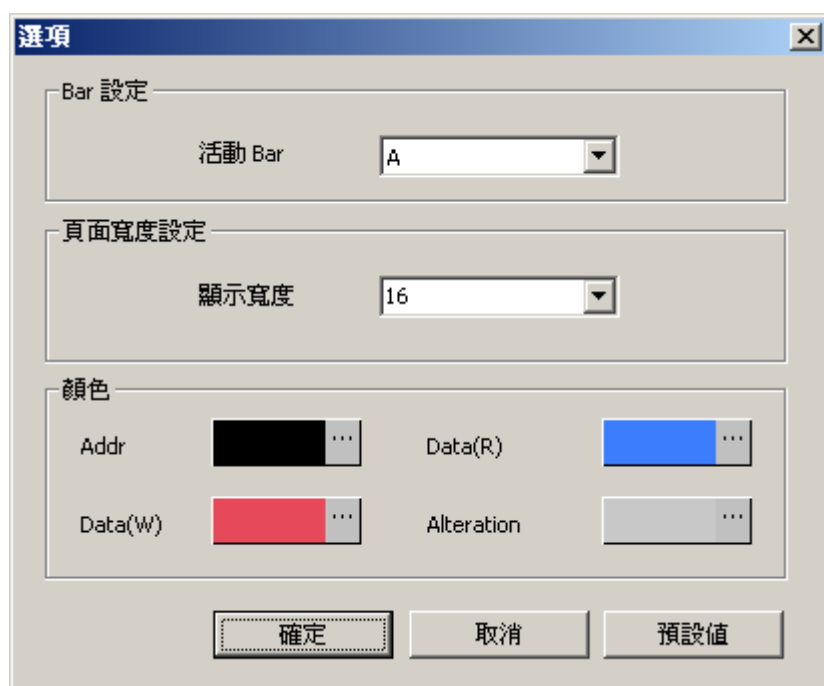 選項
Bar 設定
活動 Bar
A
頁面寬度設定
顯示寬度
16
顏色
Addr
...
Data(R)
...
Data(W)
...
Alteration
...
確定
取消
預設值